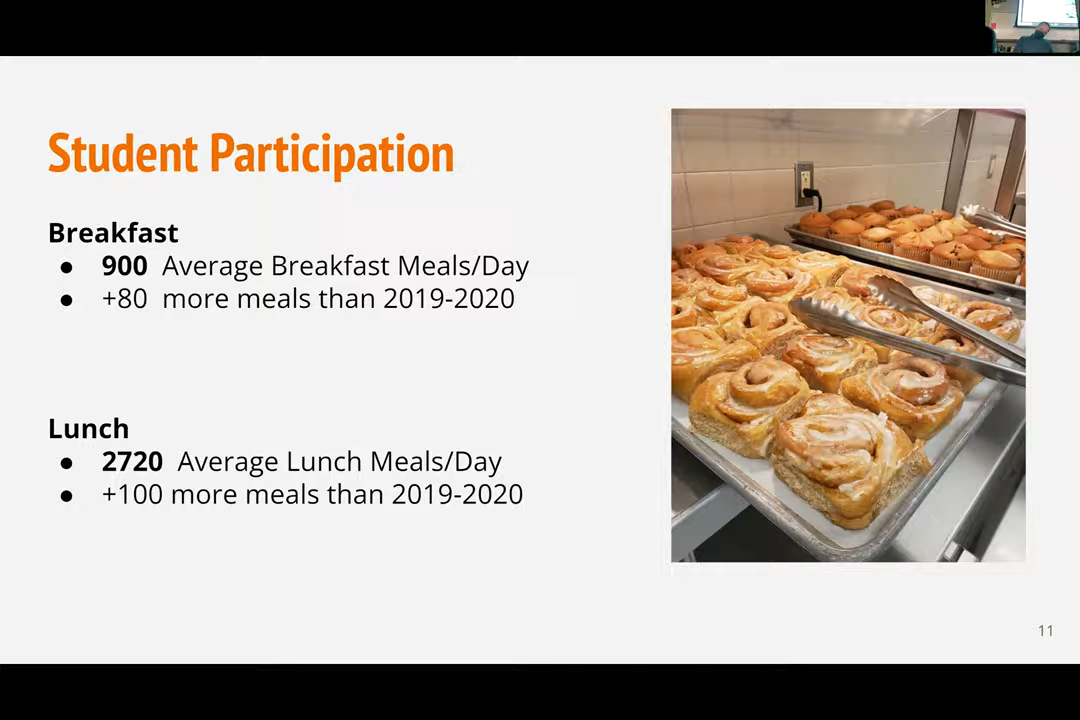 Student Participation
Breakfast
● 900 Average Breakfast Meals/Day
● +80 more meals than 2019-2020
Lunch
● 2720 Average Lunch Meals/Day
● +100 more meals than 2019-2020
11